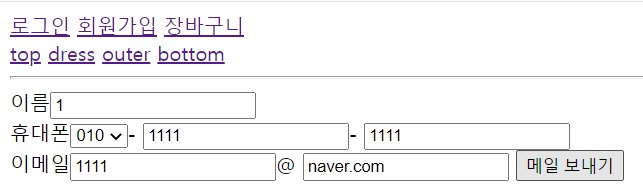 로그인 회원가입 장바구니
top dress outer bottom
이름 1
휴대폰 010 - 1111 - 1111
이메일 1111 @ naver.com 메일 보내기